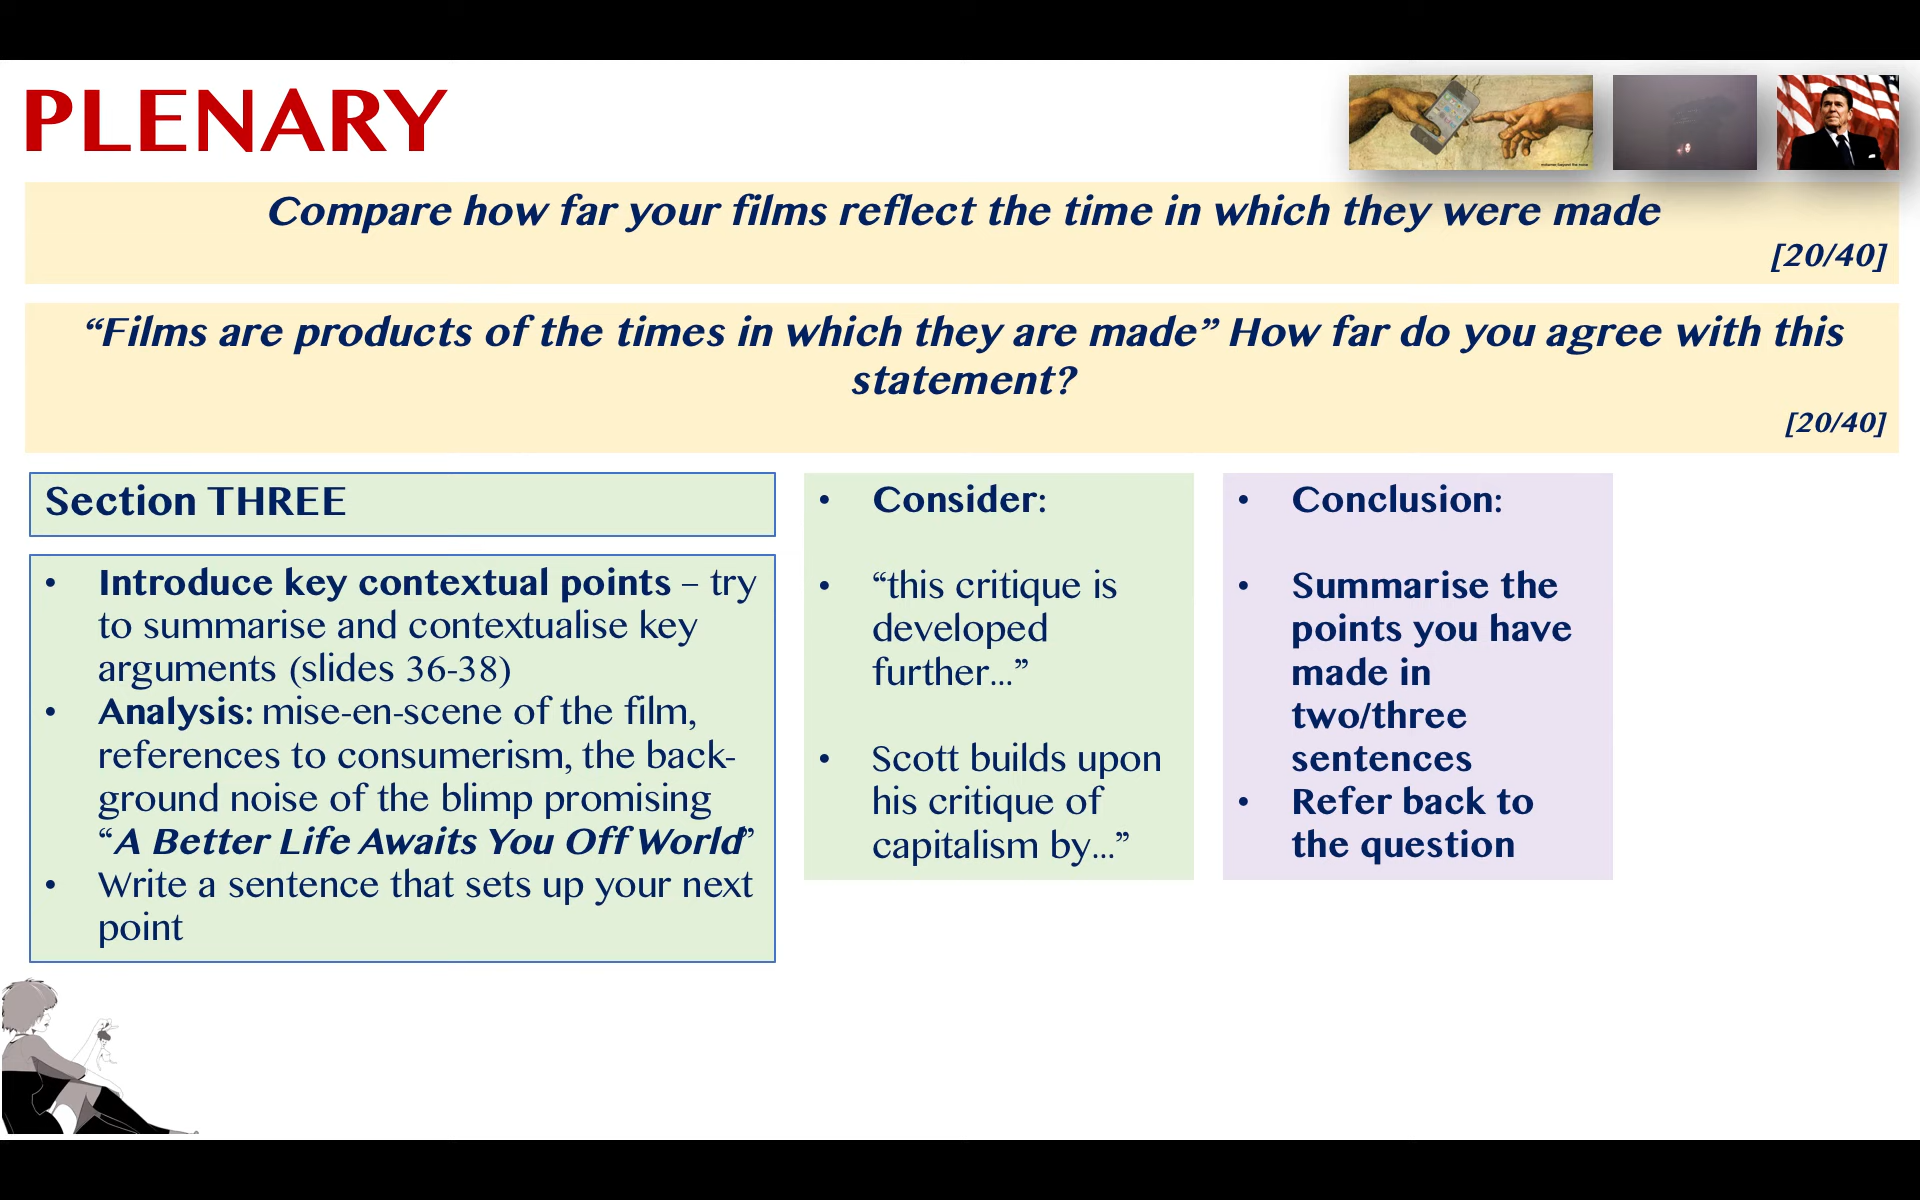 PLENARY
Compare how far your films reflect the time in which they were made
[20/40]
“Films are products of the times in which they are made” How far do you agree with this
statement?
[20/40]
Section THREE
• Introduce key contextual points – try
to summarise and contextualise key
arguments (slides 36-38)
• Analysis: mise-en-scene of the film,
references to consumerism, the back-
ground noise of the blimp promising
“A Better Life Awaits You Off World”
• Write a sentence that sets up your next
point
• Consider:
• “this critique is
developed
further...”
• Scott builds upon
his critique of
capitalism by...”
• Conclusion:
• Summarise the
points you have
made in
two/three
sentences
• Refer back to
the question